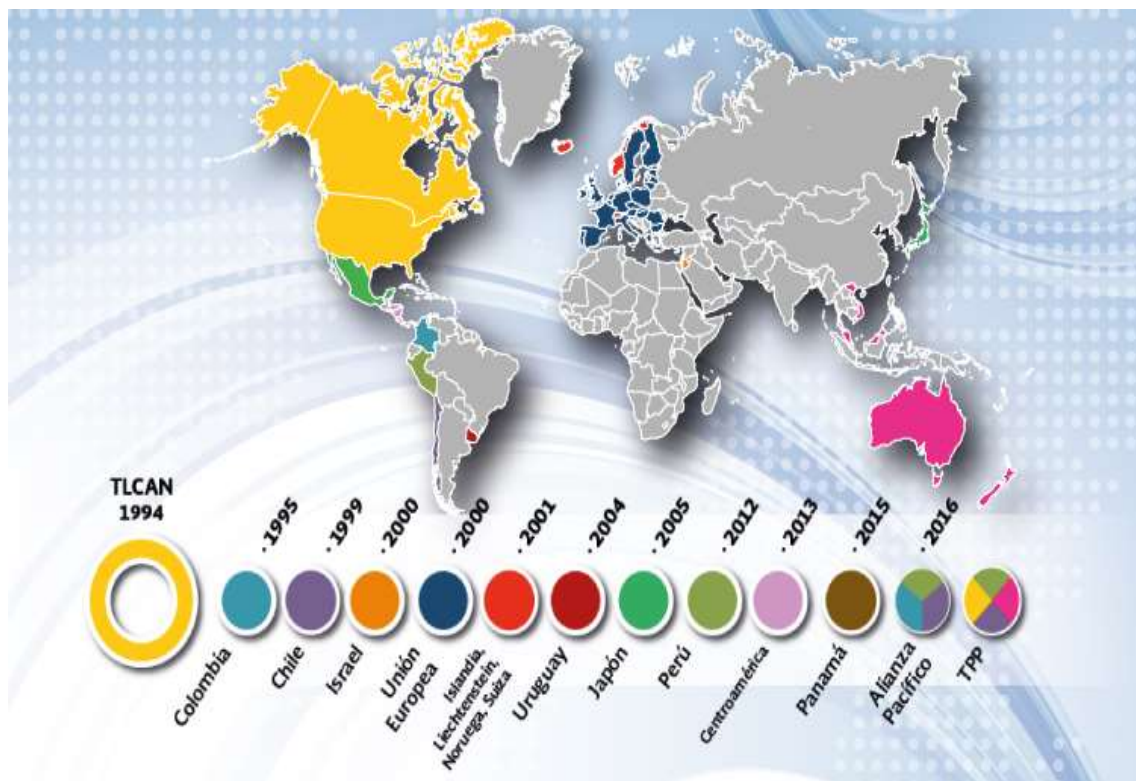 TLCAN
1994
· 1995
· 1999
· 2000
· 2000
· 2001
· 2004
· 2005
· 2012
· 2013
· 2015
· 2016
Colombia
Chile
Israel
Unión
Europea
Islandia,
Liechtenstein,
Noruega, Suiza
Uruguay
Japón
Perú
Centroamérica
Panamá
Alianza
Pacífico
TPP